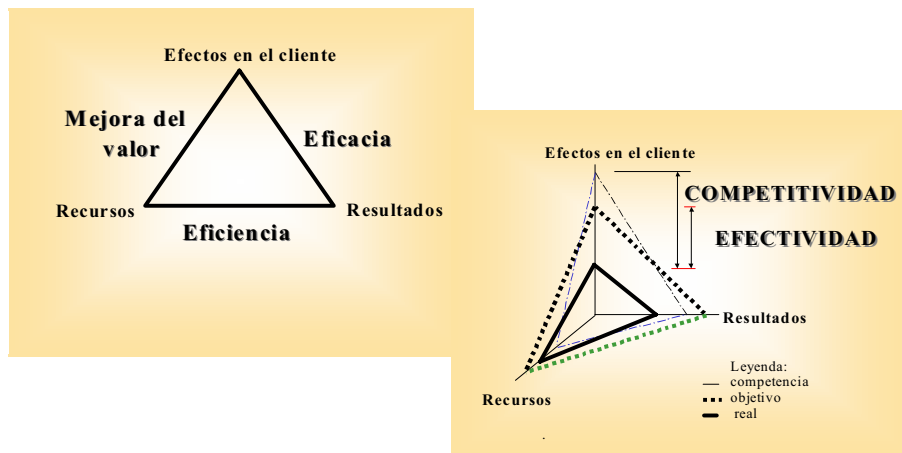 Efectos en el cliente
Mejora del
valor
Eficacia
Recursos
Resultados
Eficiencia
Efectos en el cliente
COMPETITIVIDAD
EFECTIVIDAD
Resultados
Recursos
Leyenda:
competencia
objetivo
real